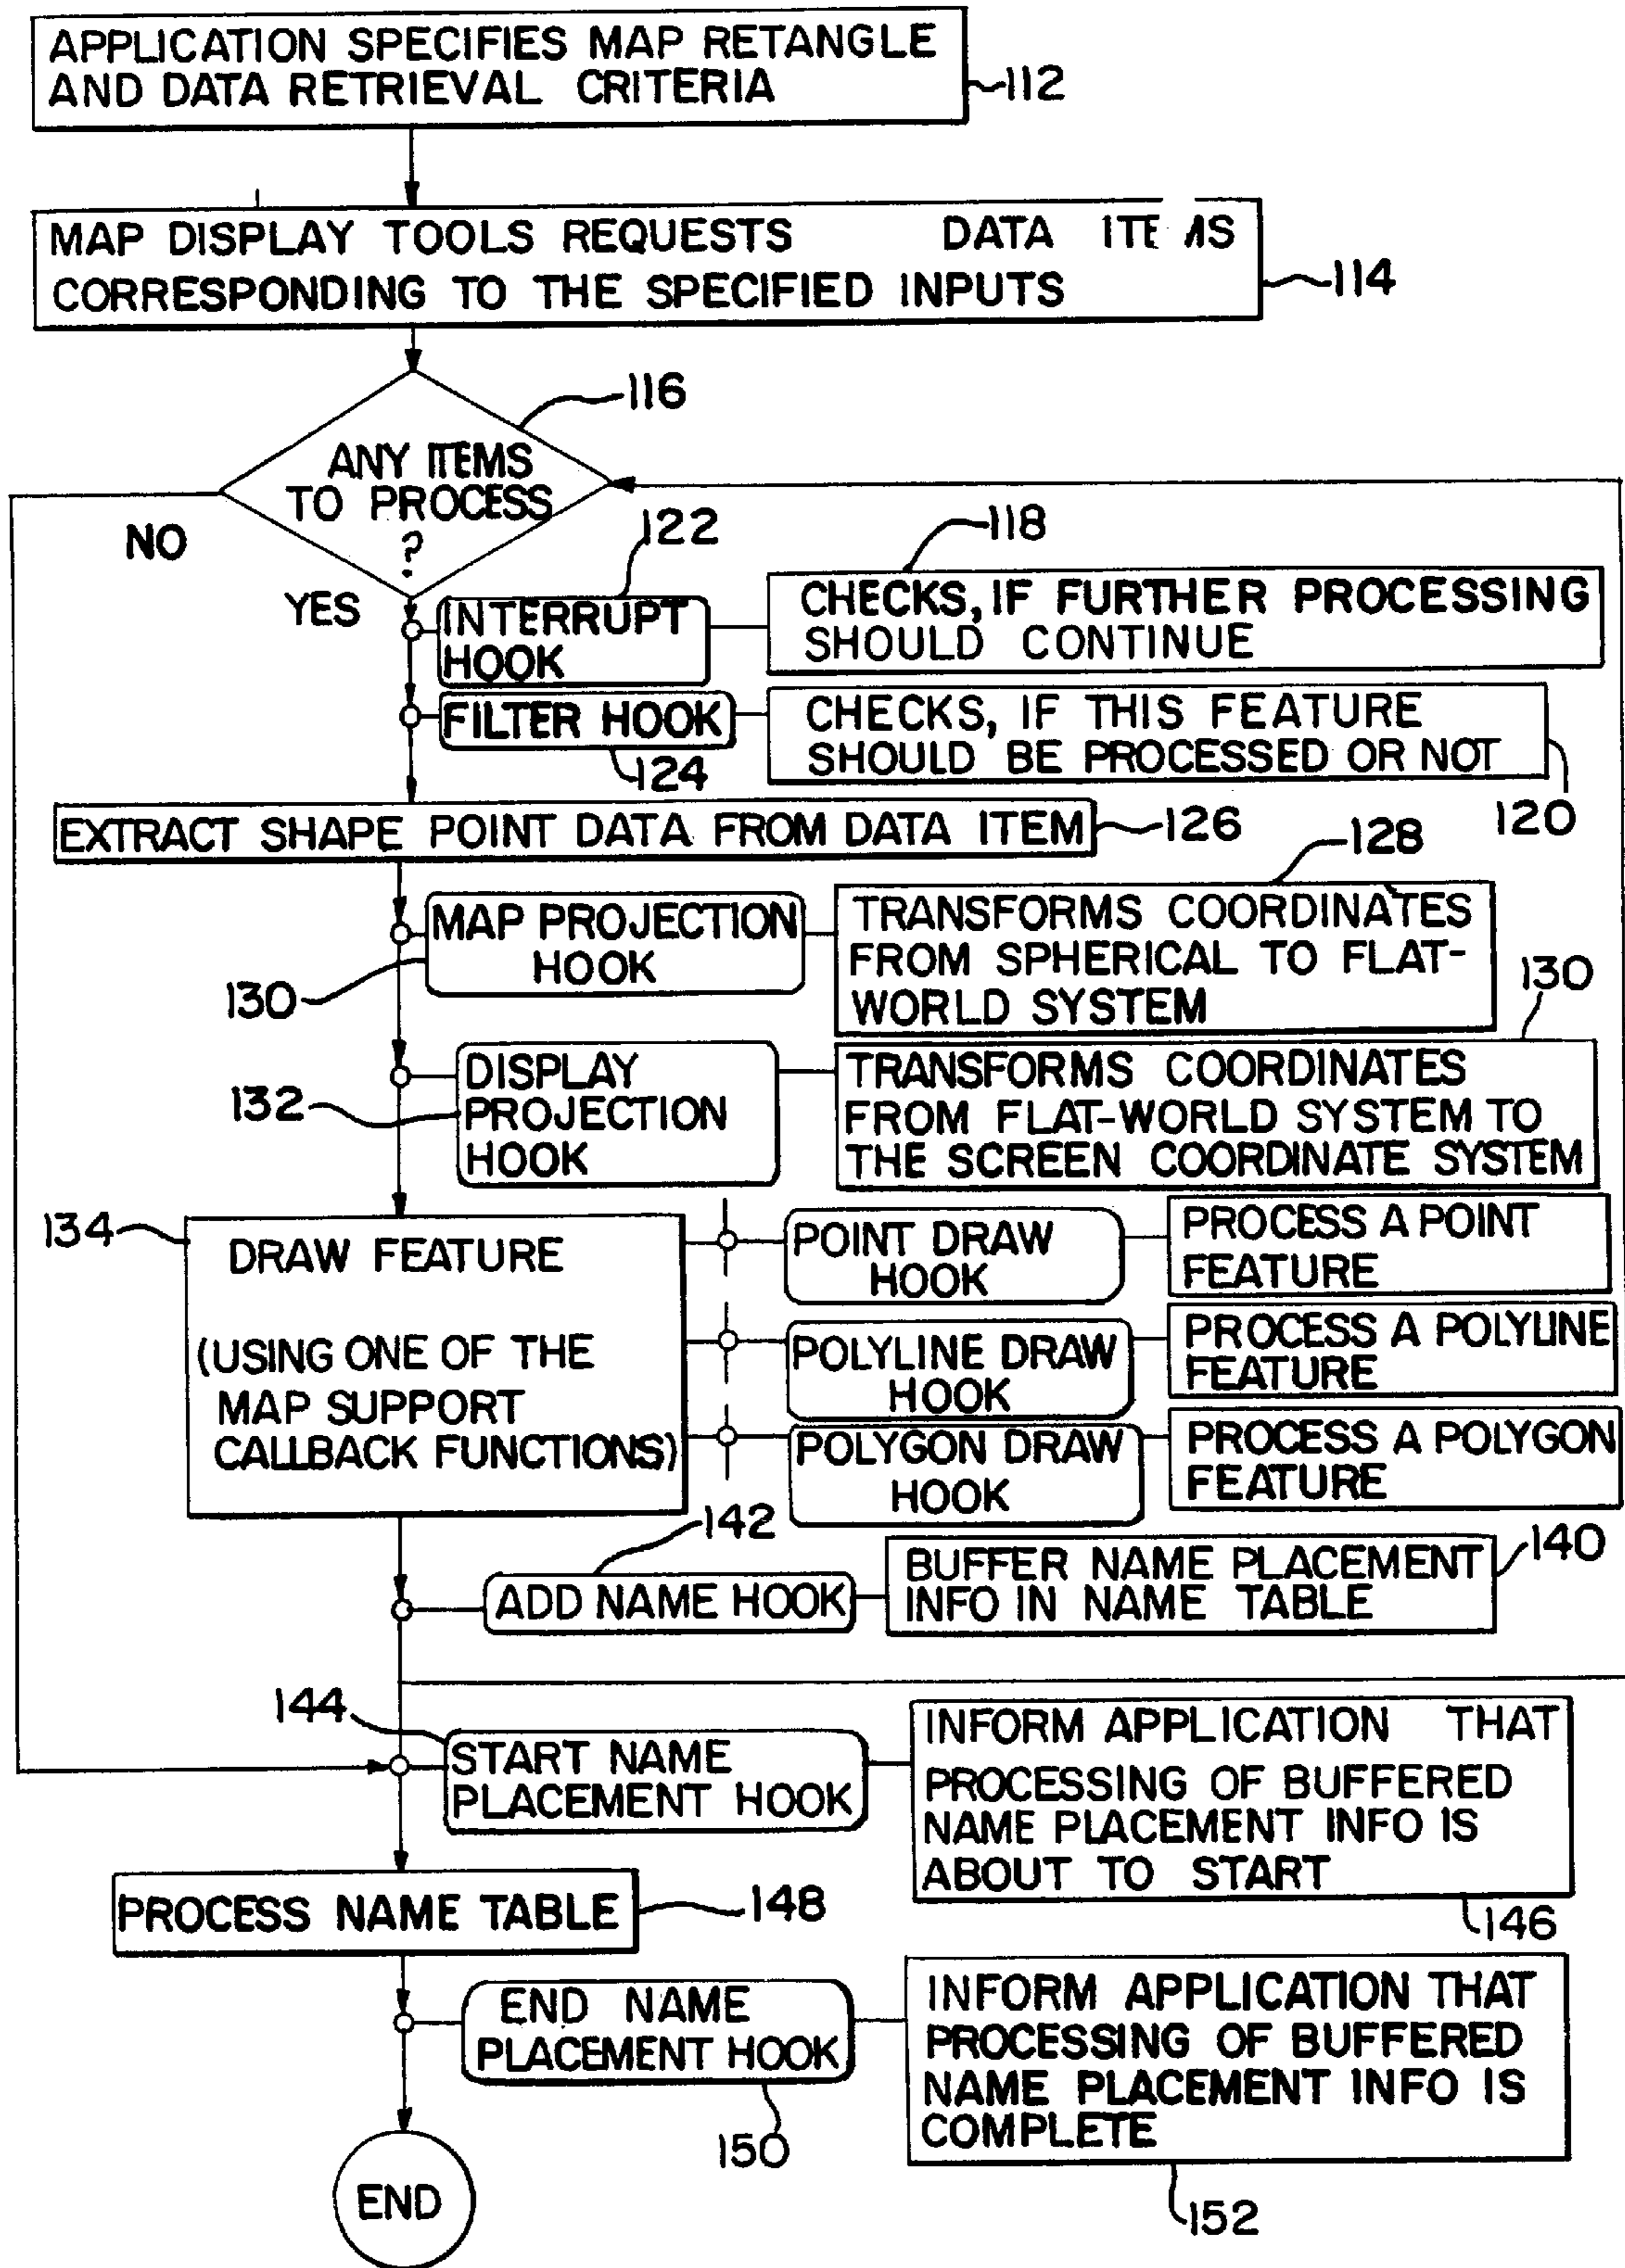 APPLICATION SPECIFIES MAP RETANGLE
AND DATA RETRIEVAL CRITERIA
112
MAP DISPLAY TOOLS REQUESTS DATA ITEMS
CORRESPONDING TO THE SPECIFIED INPUTS
114
116
ANY ITEMS
TO PROCESS
?
NO
YES
122
INTERRUPT
HOOK
118
CHECKS, IF FURTHER PROCESSING
SHOULD CONTINUE
FILTER HOOK
124
CHECKS, IF THIS FEATURE
SHOULD BE PROCESSED OR NOT
120
EXTRACT SHAPE POINT DATA FROM DATA ITEM
126
128
MAP PROJECTION
HOOK
130
TRANSFORMS COORDINATES
FROM SPHERICAL TO FLAT-
WORLD SYSTEM
130
DISPLAY
PROJECTION
HOOK
132
TRANSFORMS COORDINATES
FROM FLAT-WORLD SYSTEM TO
THE SCREEN COORDINATE SYSTEM
134
DRAW FEATURE
(USING ONE OF THE
MAP SUPPORT
CALLBACK FUNCTIONS)
POINT DRAW
HOOK
PROCESS A POINT
FEATURE
POLYLINE DRAW
HOOK
PROCESS A POLYLINE
FEATURE
POLYGON DRAW
HOOK
PROCESS A POLYGON
FEATURE
142
ADD NAME HOOK
BUFFER NAME PLACEMENT
INFO IN NAME TABLE
140
144
START NAME
PLACEMENT HOOK
INFORM APPLICATION THAT
PROCESSING OF BUFFERED
NAME PLACEMENT INFO IS
ABOUT TO START
146
PROCESS NAME TABLE
148
END NAME
PLACEMENT HOOK
150
INFORM APPLICATION THAT
PROCESSING OF BUFFERED
NAME PLACEMENT INFO IS
COMPLETE
152
END